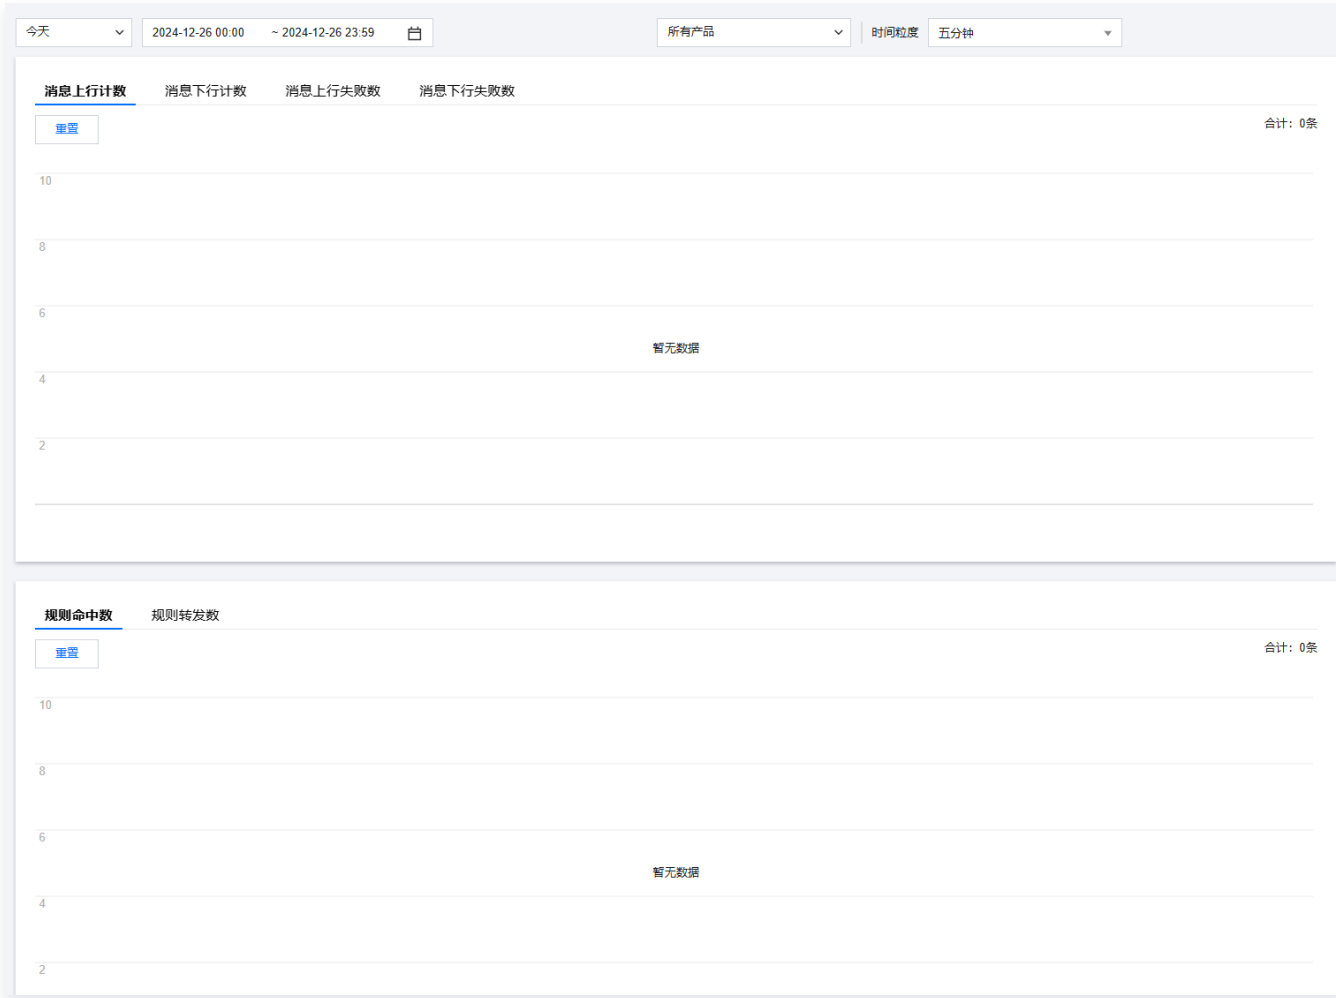 今天 2024-12-26 00:00 ~ 2024-12-26 23:59 所有产品 时间粒度 五分钟
消息上行计数 消息下行计数 消息上行失败数 消息下行失败数
重置 合计：0条
10
8
6
暂无数据
4
2
规则命中数 规则转发数
重置 合计：0条
10
8
6
暂无数据
4
2